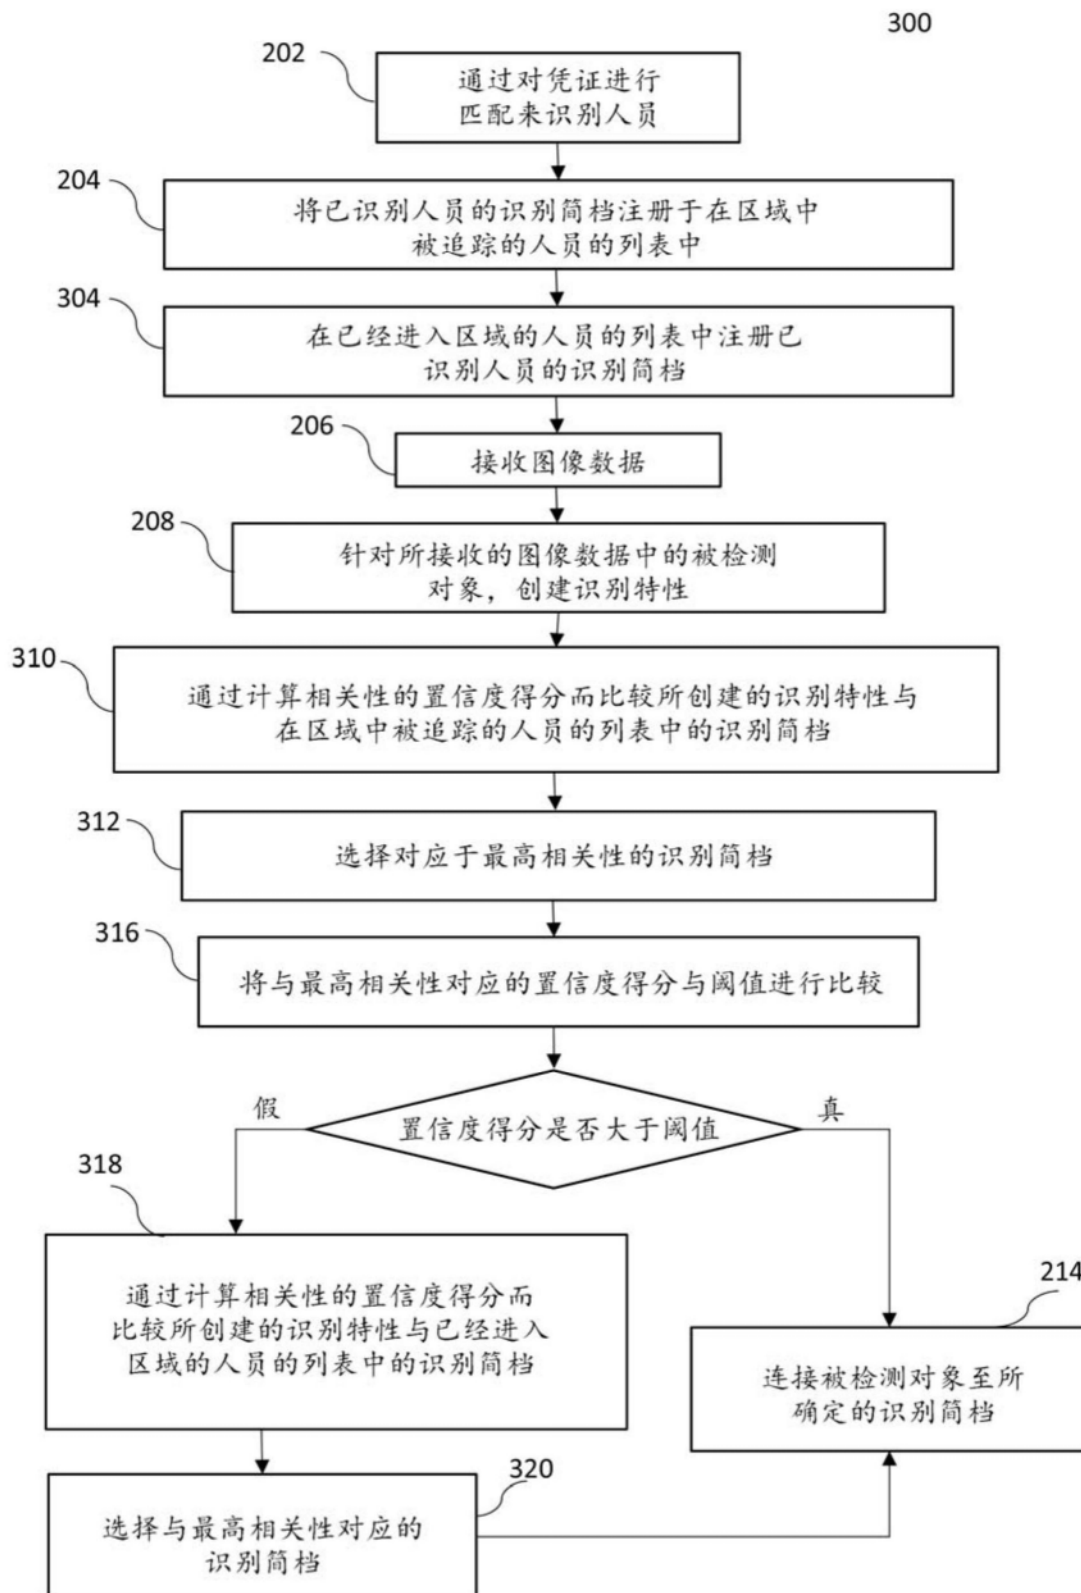 300
202
通过对凭证进行
匹配来识别人员
204
将已识别人员的识别简档注册于在区域中
被追踪的人员的列表中
304
在已经进入区域的人员的列表中注册已
识别人员的识别简档
206
接收图像数据
208
针对所接收的图像数据中的被检测
对象，创建识别特性
310
通过计算相关性的置信度得分而比较所创建的识别特性与
在区域中被追踪的人员的列表中的识别简档
312
选择对应于最高相关性的识别简档
316
将与最高相关性对应的置信度得分与阈值进行比较
假
置信度得分是否大于阈值
真
318
通过计算相关性的置信度得分而
比较所创建的识别特性与已经进入
区域的人员的列表中的识别简档
214
连接被检测对象至所
确定的识别简档
320
选择与最高相关性对应的
识别简档